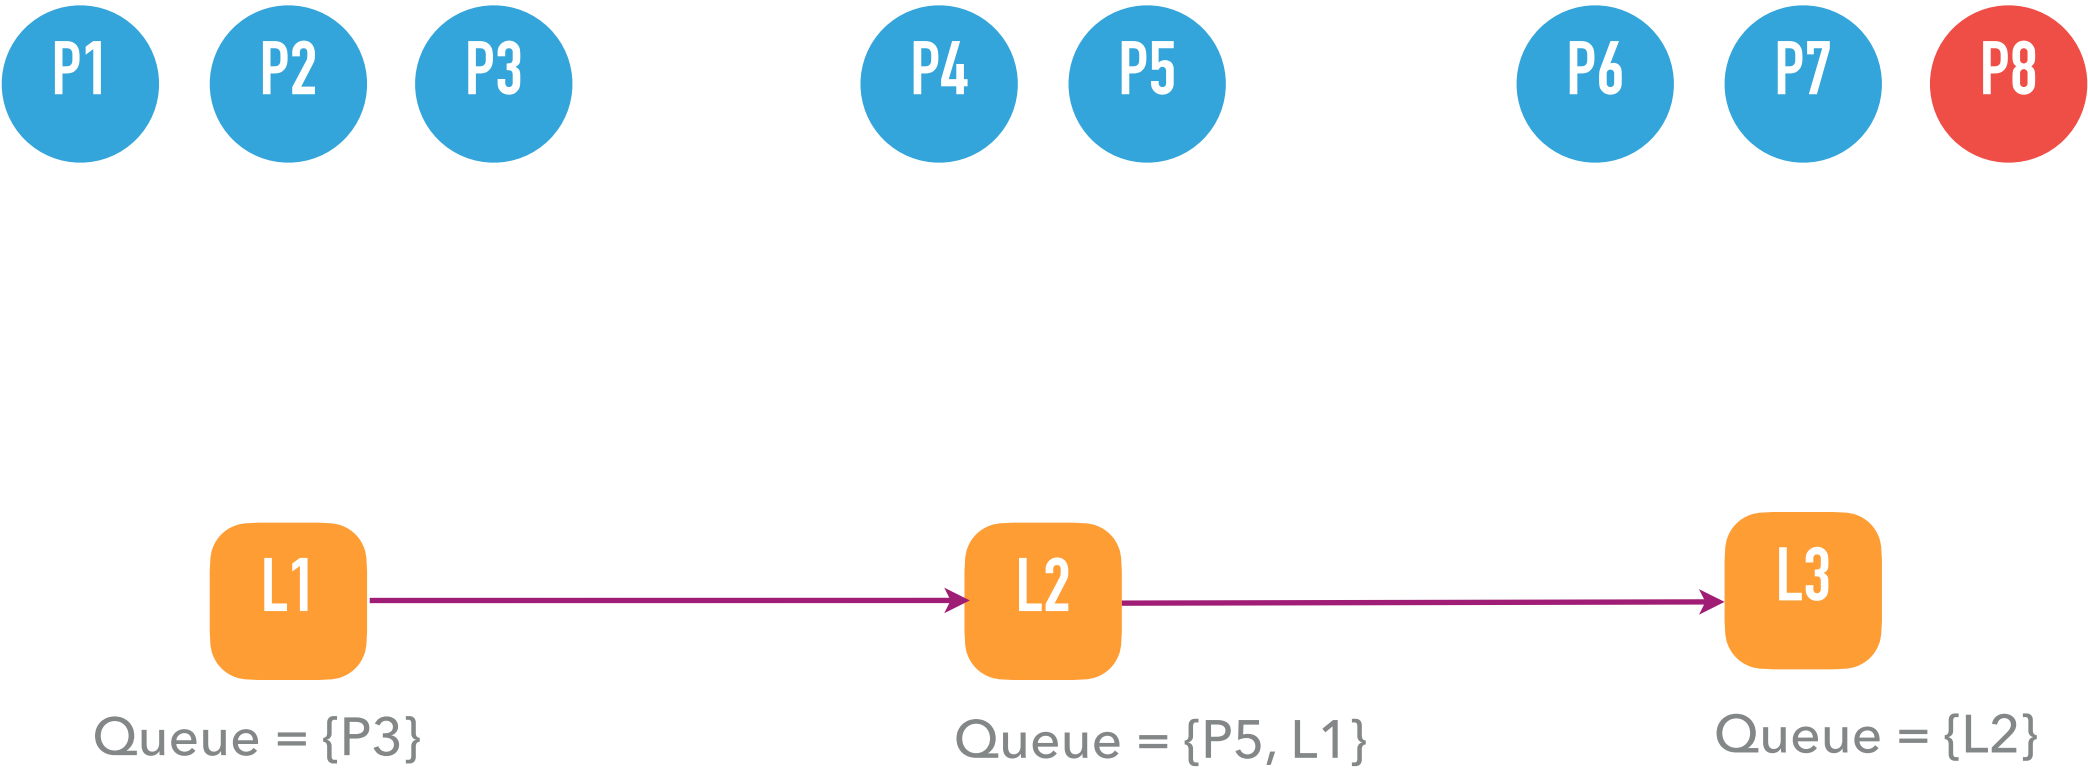 P1 P2 P3 P4 P5 P6 P7 P8
L1 L2 L3
Queue = {P3} Queue = {P5, L1} Queue = {L2}